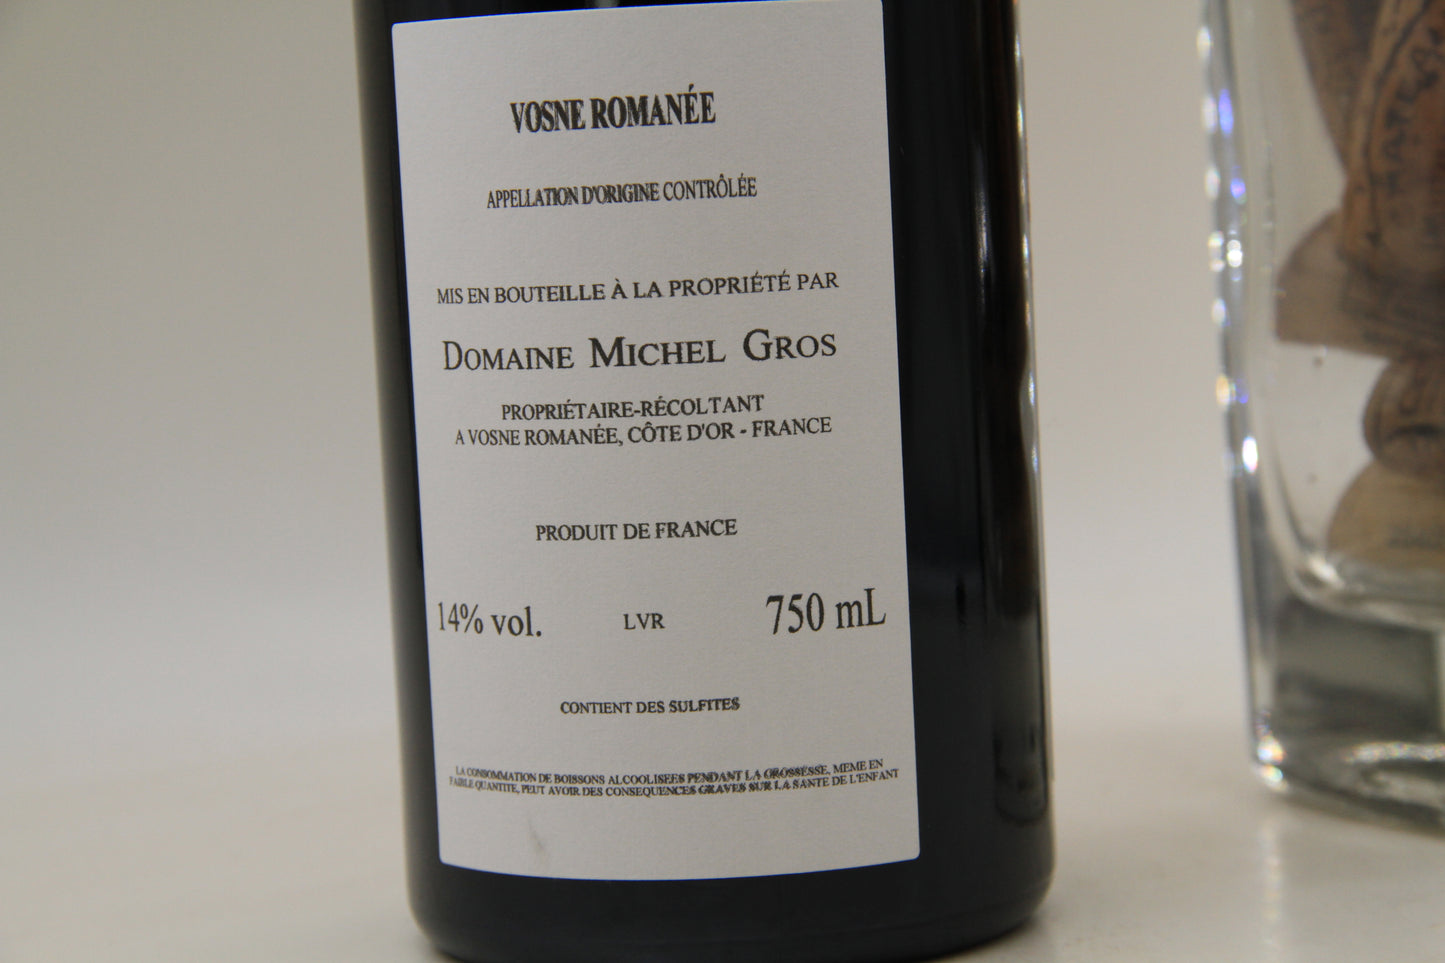 VOSNE ROMANÉE
APPELLATION D'ORIGINE CONTRÔLÉE
MIS EN BOUTEILLE À LA PROPRIÉTÉ PAR
DOMAINE MICHEL GROS
PROPRIÉTAIRE-RÉCOLTANT
A VOSNE ROMANÉE, CÔTE D'OR - FRANCE
PRODUIT DE FRANCE
14% vol. LVR 750 mL
CONTIENT DES SULFITES
LA CONSOMMATION DE BOISSONS ALCOOLISEES PENDANT LA GROSSESSE, MEME EN
FAIBLE QUANTITE, PEUT AVOIR DES CONSEQUENCES GRAVES SUR LA SANTE DE L'ENFANT